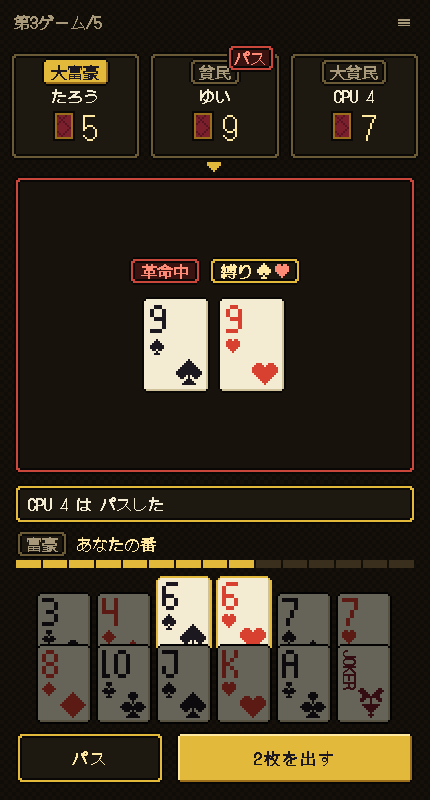 第3ゲーム/5
パス
大富豪 貧民 大貧民
たろう ゆい CPU 4
5 9 7
革命中 縛り♠♥
9 9
CPU 4 は パスした
富豪 あなたの番
3 4 6 6 7 7
8 10 J K A JOKER
パス 2枚を出す